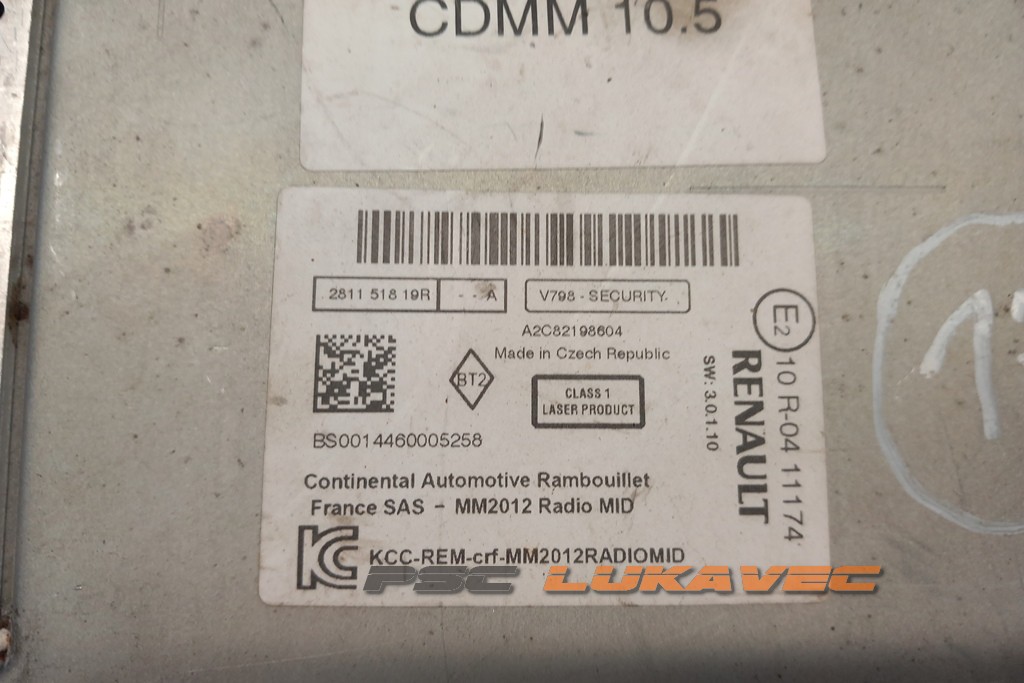 CDMM 10.5
2811 518 19R - - A V798 - SECURITY
A2C82198604
Made in Czech Republic
BT2
CLASS 1
LASER PRODUCT
BS0014460005258
Continental Automotive Rambouillet
France SAS - MM2012 Radio MID
KCC-REM-crf-MM2012RADIOMID
E2 10 R-04 11174
RENAULT
SW: 3.0.1.10
PSC LUKAVEC